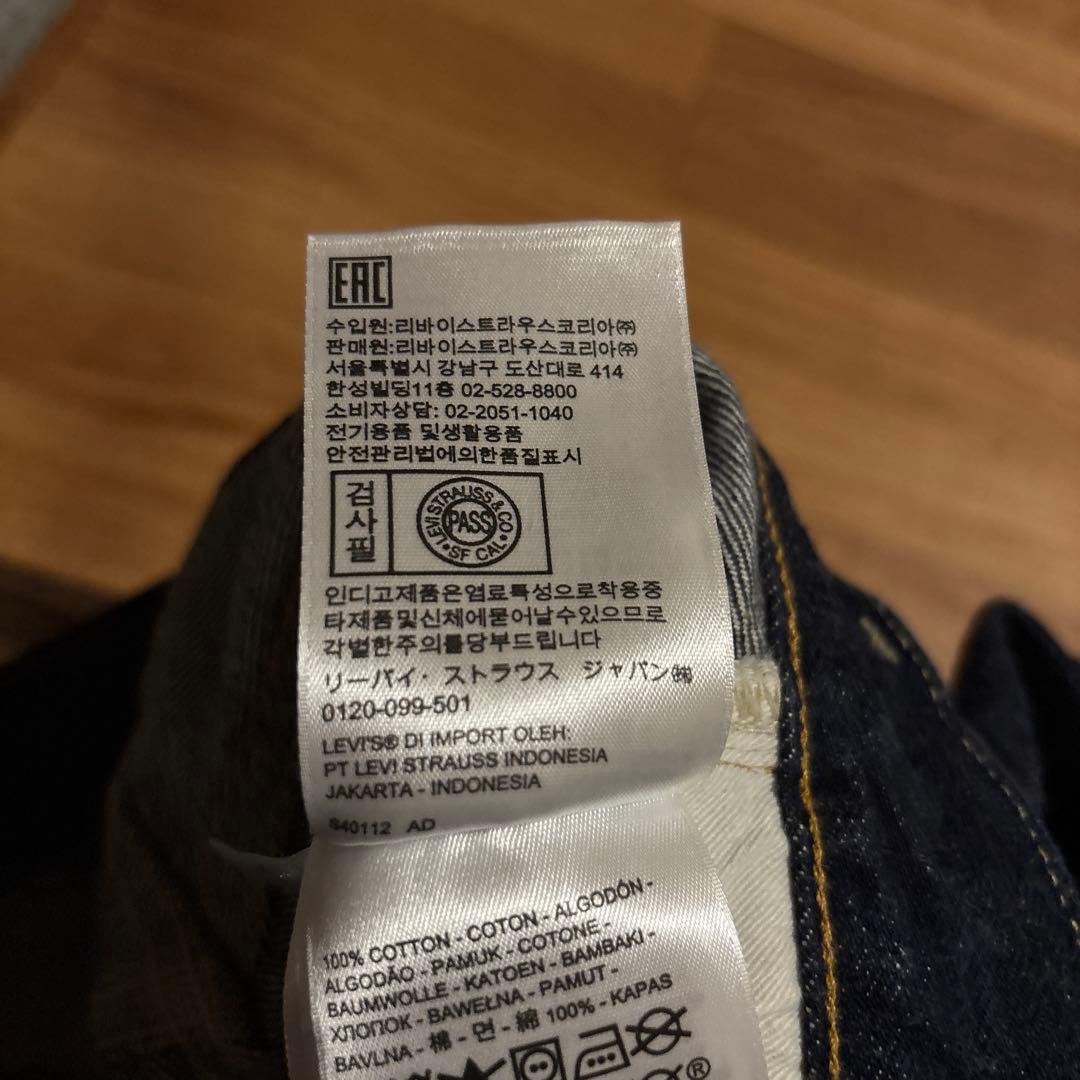 EAC
수입원:리바이스트라우스코리아㈜
판매원:리바이스트라우스코리아㈜
서울특별시 강남구 도산대로 414
한성빌딩11층 02-528-8800
소비자상담: 02-2051-1040
전기용품 및생활용품
안전관리법에의한품질표시
검사필
LEVI STRAUSS & CO
PASS
SF CAL
인디고제품은염료특성으로착용중
타제품및신체에묻어날수있으므로
각별한주의를당부드립니다
リーバイ・ストラウス ジャパン㈱
0120-099-501
LEVI'S® DI IMPORT OLEH:
PT LEVI STRAUSS INDONESIA
JAKARTA - INDONESIA
S40112 AD
100% COTTON - COTON - ALGODÓN -
ALGODÃO - PAMUK - COTONE -
BAUMWOLLE - KATOEN - BAMBAKI -
ХЛОПОК - BAWEŁNA - PAMUT -
BAVLNA - 棉 - 면 - 綿 100% - KAPAS
®